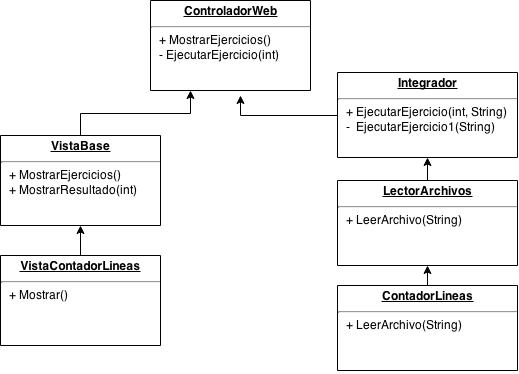 ControladorWeb
+ MostrarEjercicios()
- EjecutarEjercicio(int)
Integrador
+ EjecutarEjercicio(int, String)
- EjecutarEjercicio1(String)
VistaBase
+ MostrarEjercicios()
+ MostrarResultado(int)
LectorArchivos
+ LeerArchivo(String)
VistaContadorLineas
+ Mostrar()
ContadorLineas
+ LeerArchivo(String)